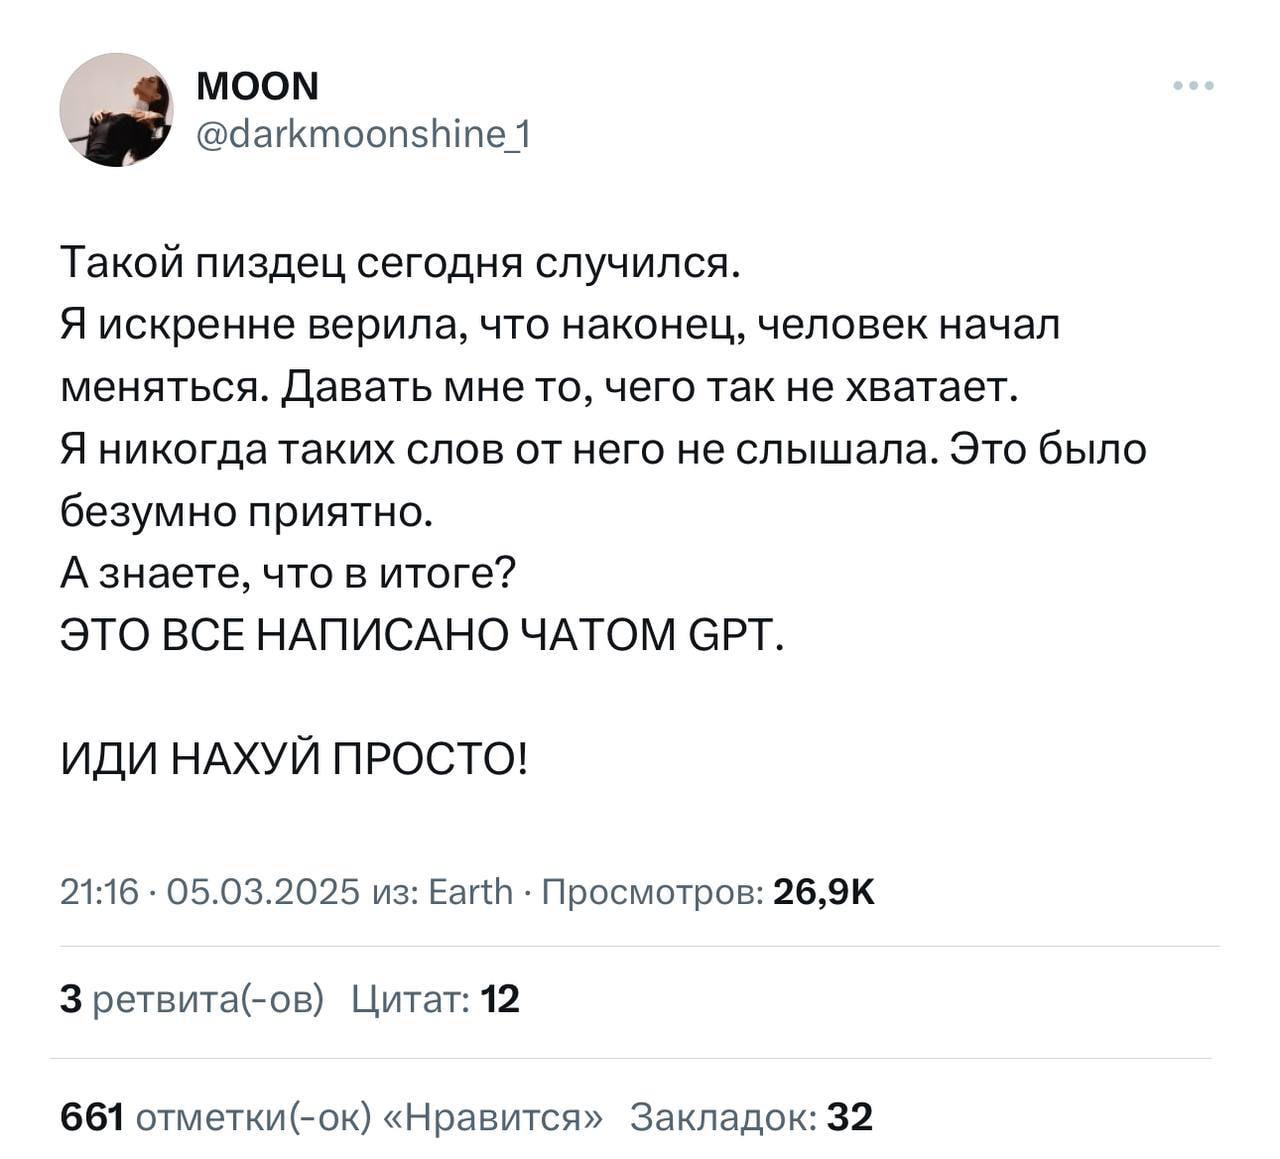 MOON
@darkmoonshine_1
Такой пиздец сегодня случился.
Я искренне верила, что наконец, человек начал
меняться. Давать мне то, чего так не хватает.
Я никогда таких слов от него не слышала. Это было
безумно приятно.
А знаете, что в итоге?
ЭТО ВСЕ НАПИСАНО ЧАТОМ GPT.
ИДИ НАХУЙ ПРОСТО!
21:16 · 05.03.2025 из: Earth · Просмотров: 26,9K
3 ретвита(-ов) Цитат: 12
661 отметки(-ок) «Нравится» Закладок: 32